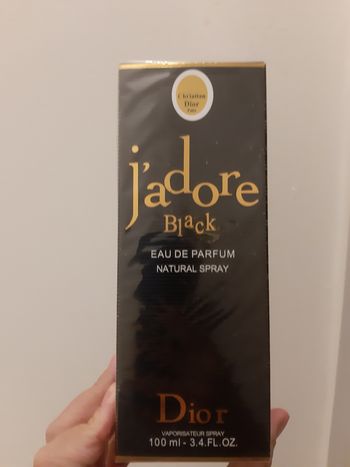 Christian
Dior
Paris
j'adore
Black
EAU DE PARFUM
NATURAL SPRAY
Dior
VAPORISATEUR SPRAY
100 ml - 3.4.FL.OZ.